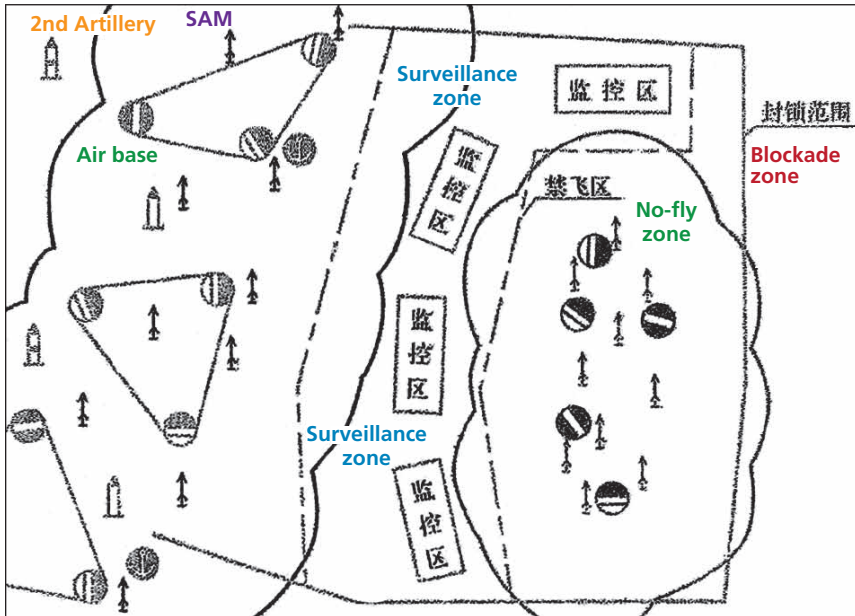 2nd Artillery
SAM
Surveillance
zone
监控区
封锁范围
Air base
监控区
Blockade
zone
禁飞区
No-fly
zone
监控区
Surveillance
zone
监控区